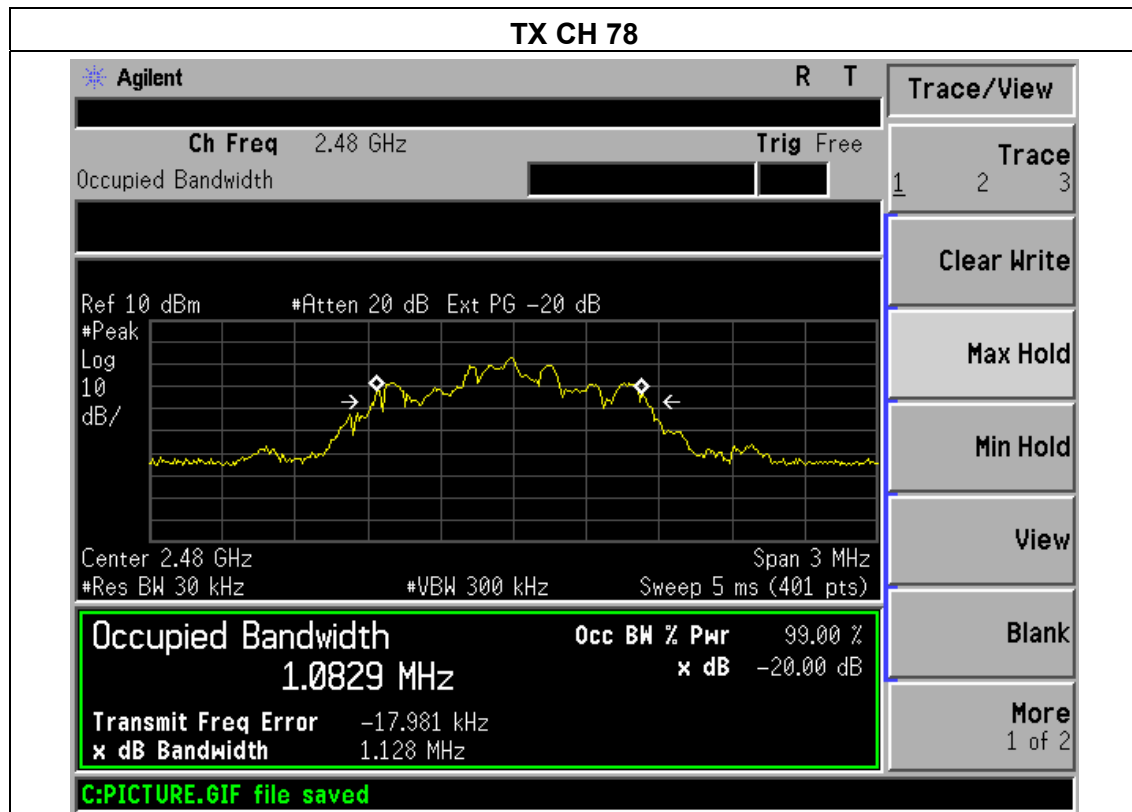 TX CH 78
Agilent R T
Trace/View
Ch Freq 2.48 GHz Trig Free
Occupied Bandwidth
Trace
1 2 3
Clear Write
Ref 10 dBm #Atten 20 dB Ext PG -20 dB
#Peak
Log
10
dB/
Max Hold
Min Hold
View
Center 2.48 GHz Span 3 MHz
#Res BW 30 kHz #VBW 300 kHz Sweep 5 ms (401 pts)
Occupied Bandwidth Occ BW % Pwr 99.00 %
1.0829 MHz x dB -20.00 dB
Blank
Transmit Freq Error -17.981 kHz
x dB Bandwidth 1.128 MHz
More
1 of 2
C:PICTURE.GIF file saved